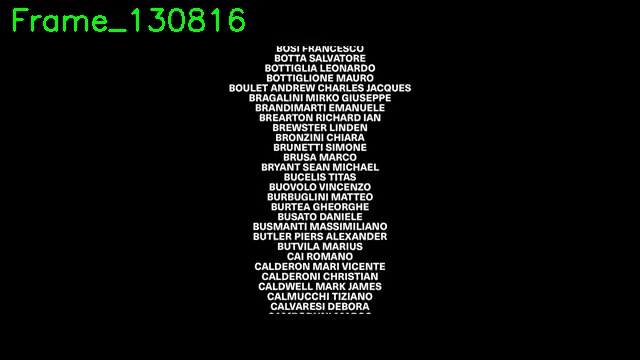 Frame_130816
BOSI FRANCESCO
BOTTA SALVATORE
BOTTIGLIA LEONARDO
BOTTIGLIONE MAURO
BOULET ANDREW CHARLES JACQUES
BRAGALINI MIRKO GIUSEPPE
BRANDIMARTI EMANUELE
BREARTON RICHARD IAN
BREWSTER LINDEN
BRONZINI CHIARA
BRUNETTI SIMONE
BRUSA MARCO
BRYANT SEAN MICHAEL
BUCELIS TITAS
BUOVOLO VINCENZO
BURBUGLINI MATTEO
BURTEA GHEORGHE
BUSATO DANIELE
BUSMANTI MASSIMILIANO
BUTLER PIERS ALEXANDER
BUTVILA MARIUS
CAI ROMANO
CALDERON MARI VICENTE
CALDERONI CHRISTIAN
CALDWELL MARK JAMES
CALMUCCHI TIZIANO
CALVARESI DEBORA